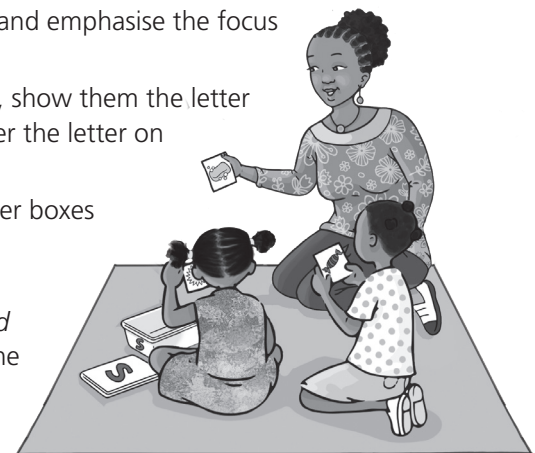 and emphasise the focus
, show them the letter
er the letter on
er boxes
d
ne
s
s